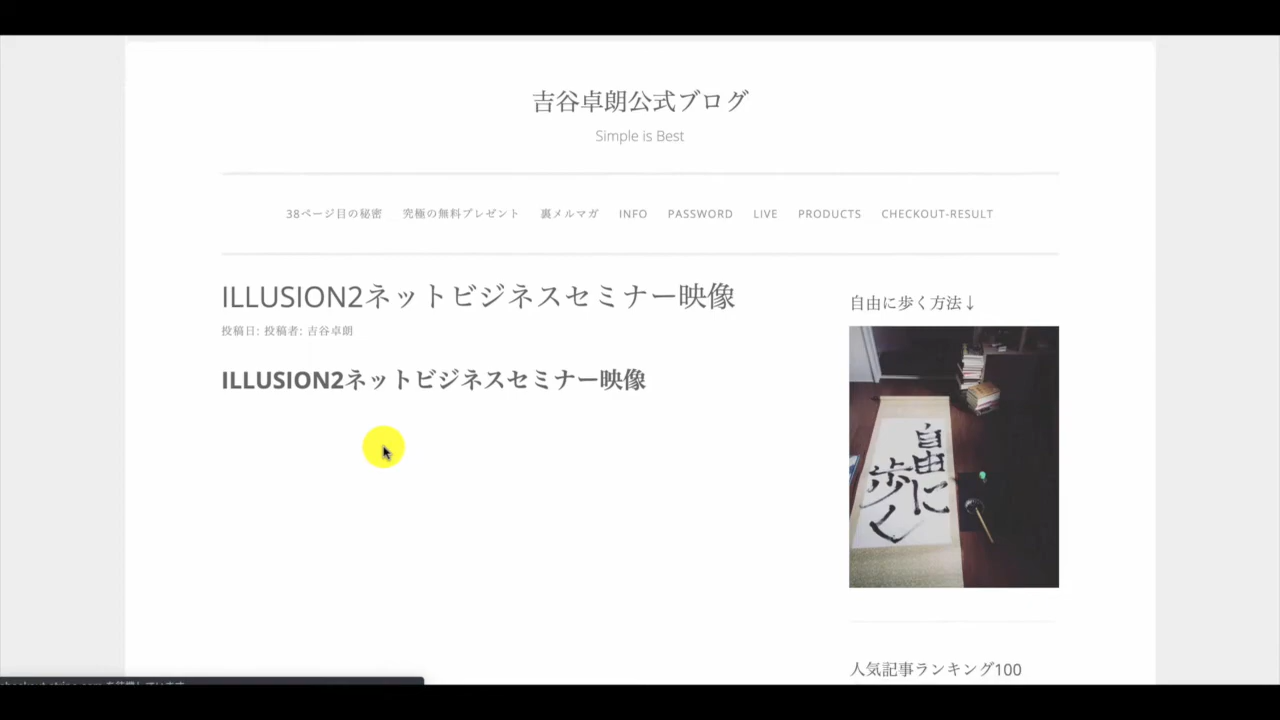 吉谷卓朗公式ブログ
Simple is Best
38ページ目の秘密 究極の無料プレゼント 裏メルマガ INFO PASSWORD LIVE PRODUCTS CHECKOUT-RESULT
ILLUSION2ネットビジネスセミナー映像
投稿日: 投稿者: 吉谷卓朗
ILLUSION2ネットビジネスセミナー映像
自由に歩く方法↓
自由に
歩く
人気記事ランキング100